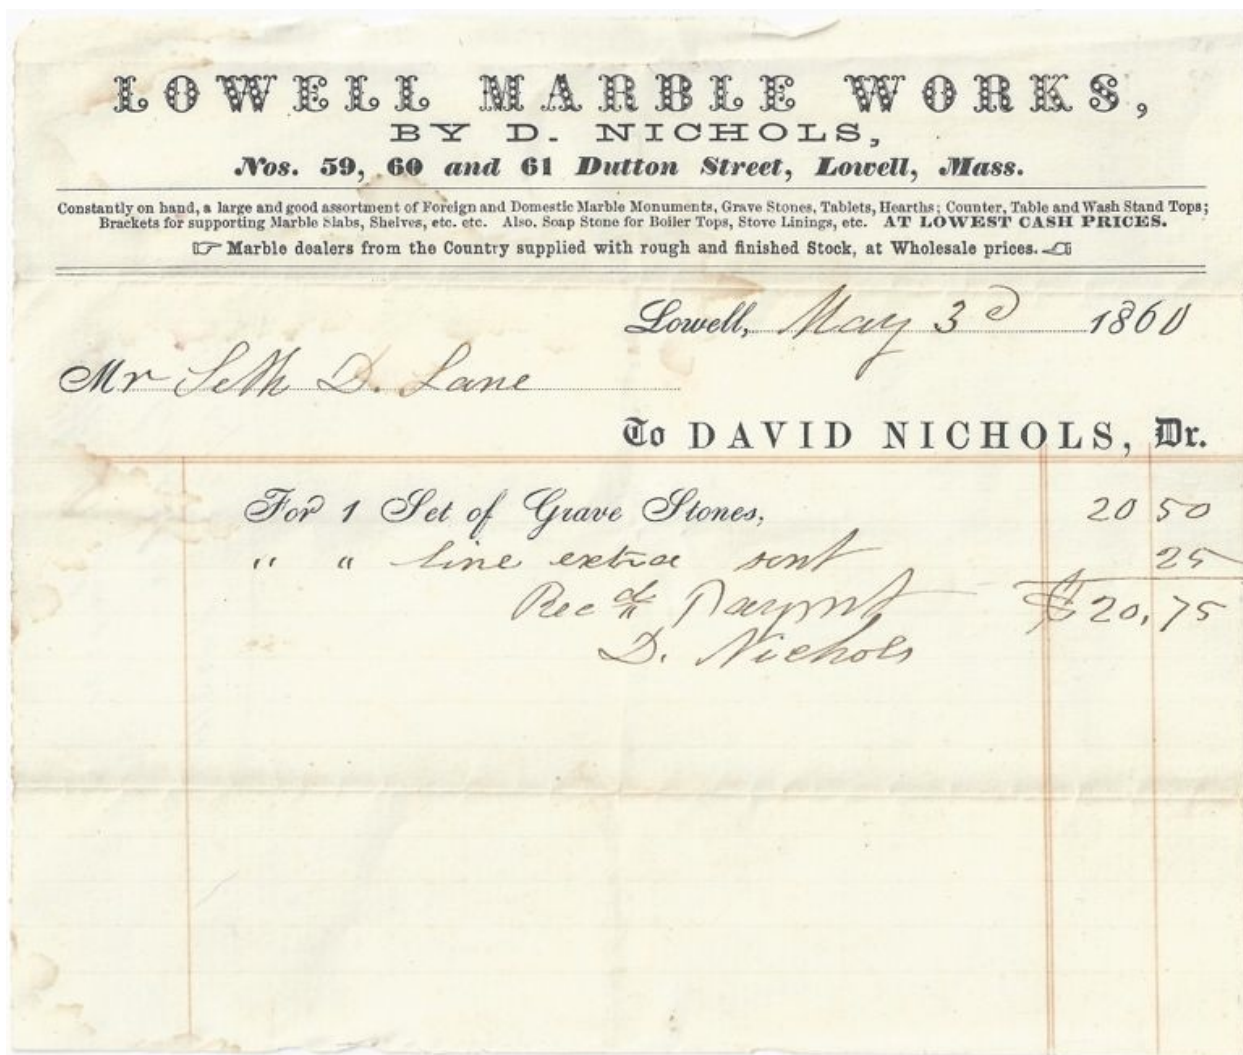 LOWELL MARBLE WORKS,
BY D. NICHOLS,
Nos. 59, 60 and 61 Dutton Street, Lowell, Mass.
Constantly on hand, a large and good assortment of Foreign and Domestic Marble Monuments, Grave Stones, Tablets, Hearths; Counter, Table and Wash Stand Tops;
Brackets for supporting Marble Slabs, Shelves, etc. etc. Also. Soap Stone for Boiler Tops, Stove Linings, etc. AT LOWEST CASH PRICES.
☞ Marble dealers from the Country supplied with rough and finished Stock, at Wholesale prices. ☜
Lowell, May 3d 1860
Mr Seth D. Lane
To DAVID NICHOLS, Dr.
For 1 Set of Grave Stones, 20 50
" " line extra 25
Recd Paymt $20,75
D. Nichols